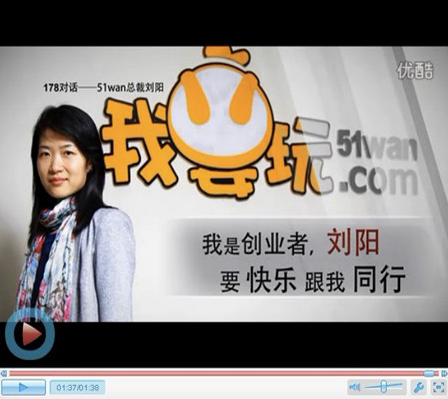 优酷
178对话——51wan总裁刘阳
我要玩
51wan
.com
我是创业者，刘阳
要 快乐 跟我 同行
01:37/01:38